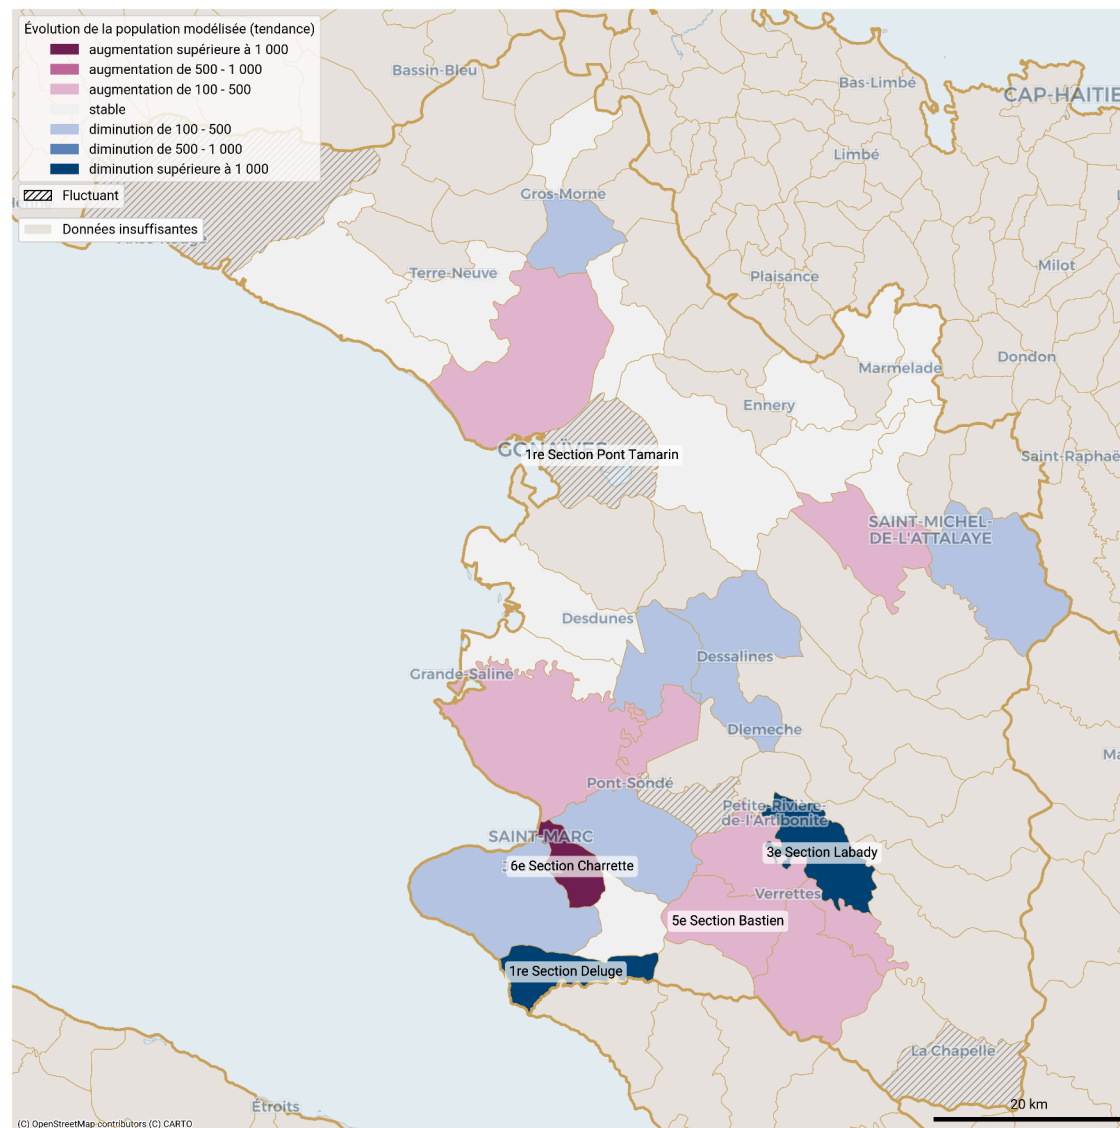 Évolution de la population modélisée (tendance)
augmentation supérieure à 1 000
augmentation de 500 - 1 000
augmentation de 100 - 500
stable
diminution de 100 - 500
diminution de 500 - 1 000
diminution supérieure à 1 000
Fluctuant
Données insuffisantes
Bassin-Bleu
Bas-Limbé
CAP-HAITIE
Limbé
Gros-Morne
Terre-Neuve
Plaisance
Milot
Marmelade
Dondon
Ennery
GONAÏVES
1re Section Pont Tamarin
Saint-Raphaë
SAINT-MICHEL-
DE-L'ATTALAYE
Desdunes
Dessalines
Grande-Saline
Dlemeche
Pont-Sondé
Petite-Rivière-
de-l'Artibonite
SAINT-MARC
3e Section Labady
6e Section Charrette
Verrettes
5e Section Bastien
1re Section Deluge
La Chapelle
Étroits
20 km
(C) OpenStreetMap contributors (C) CARTO